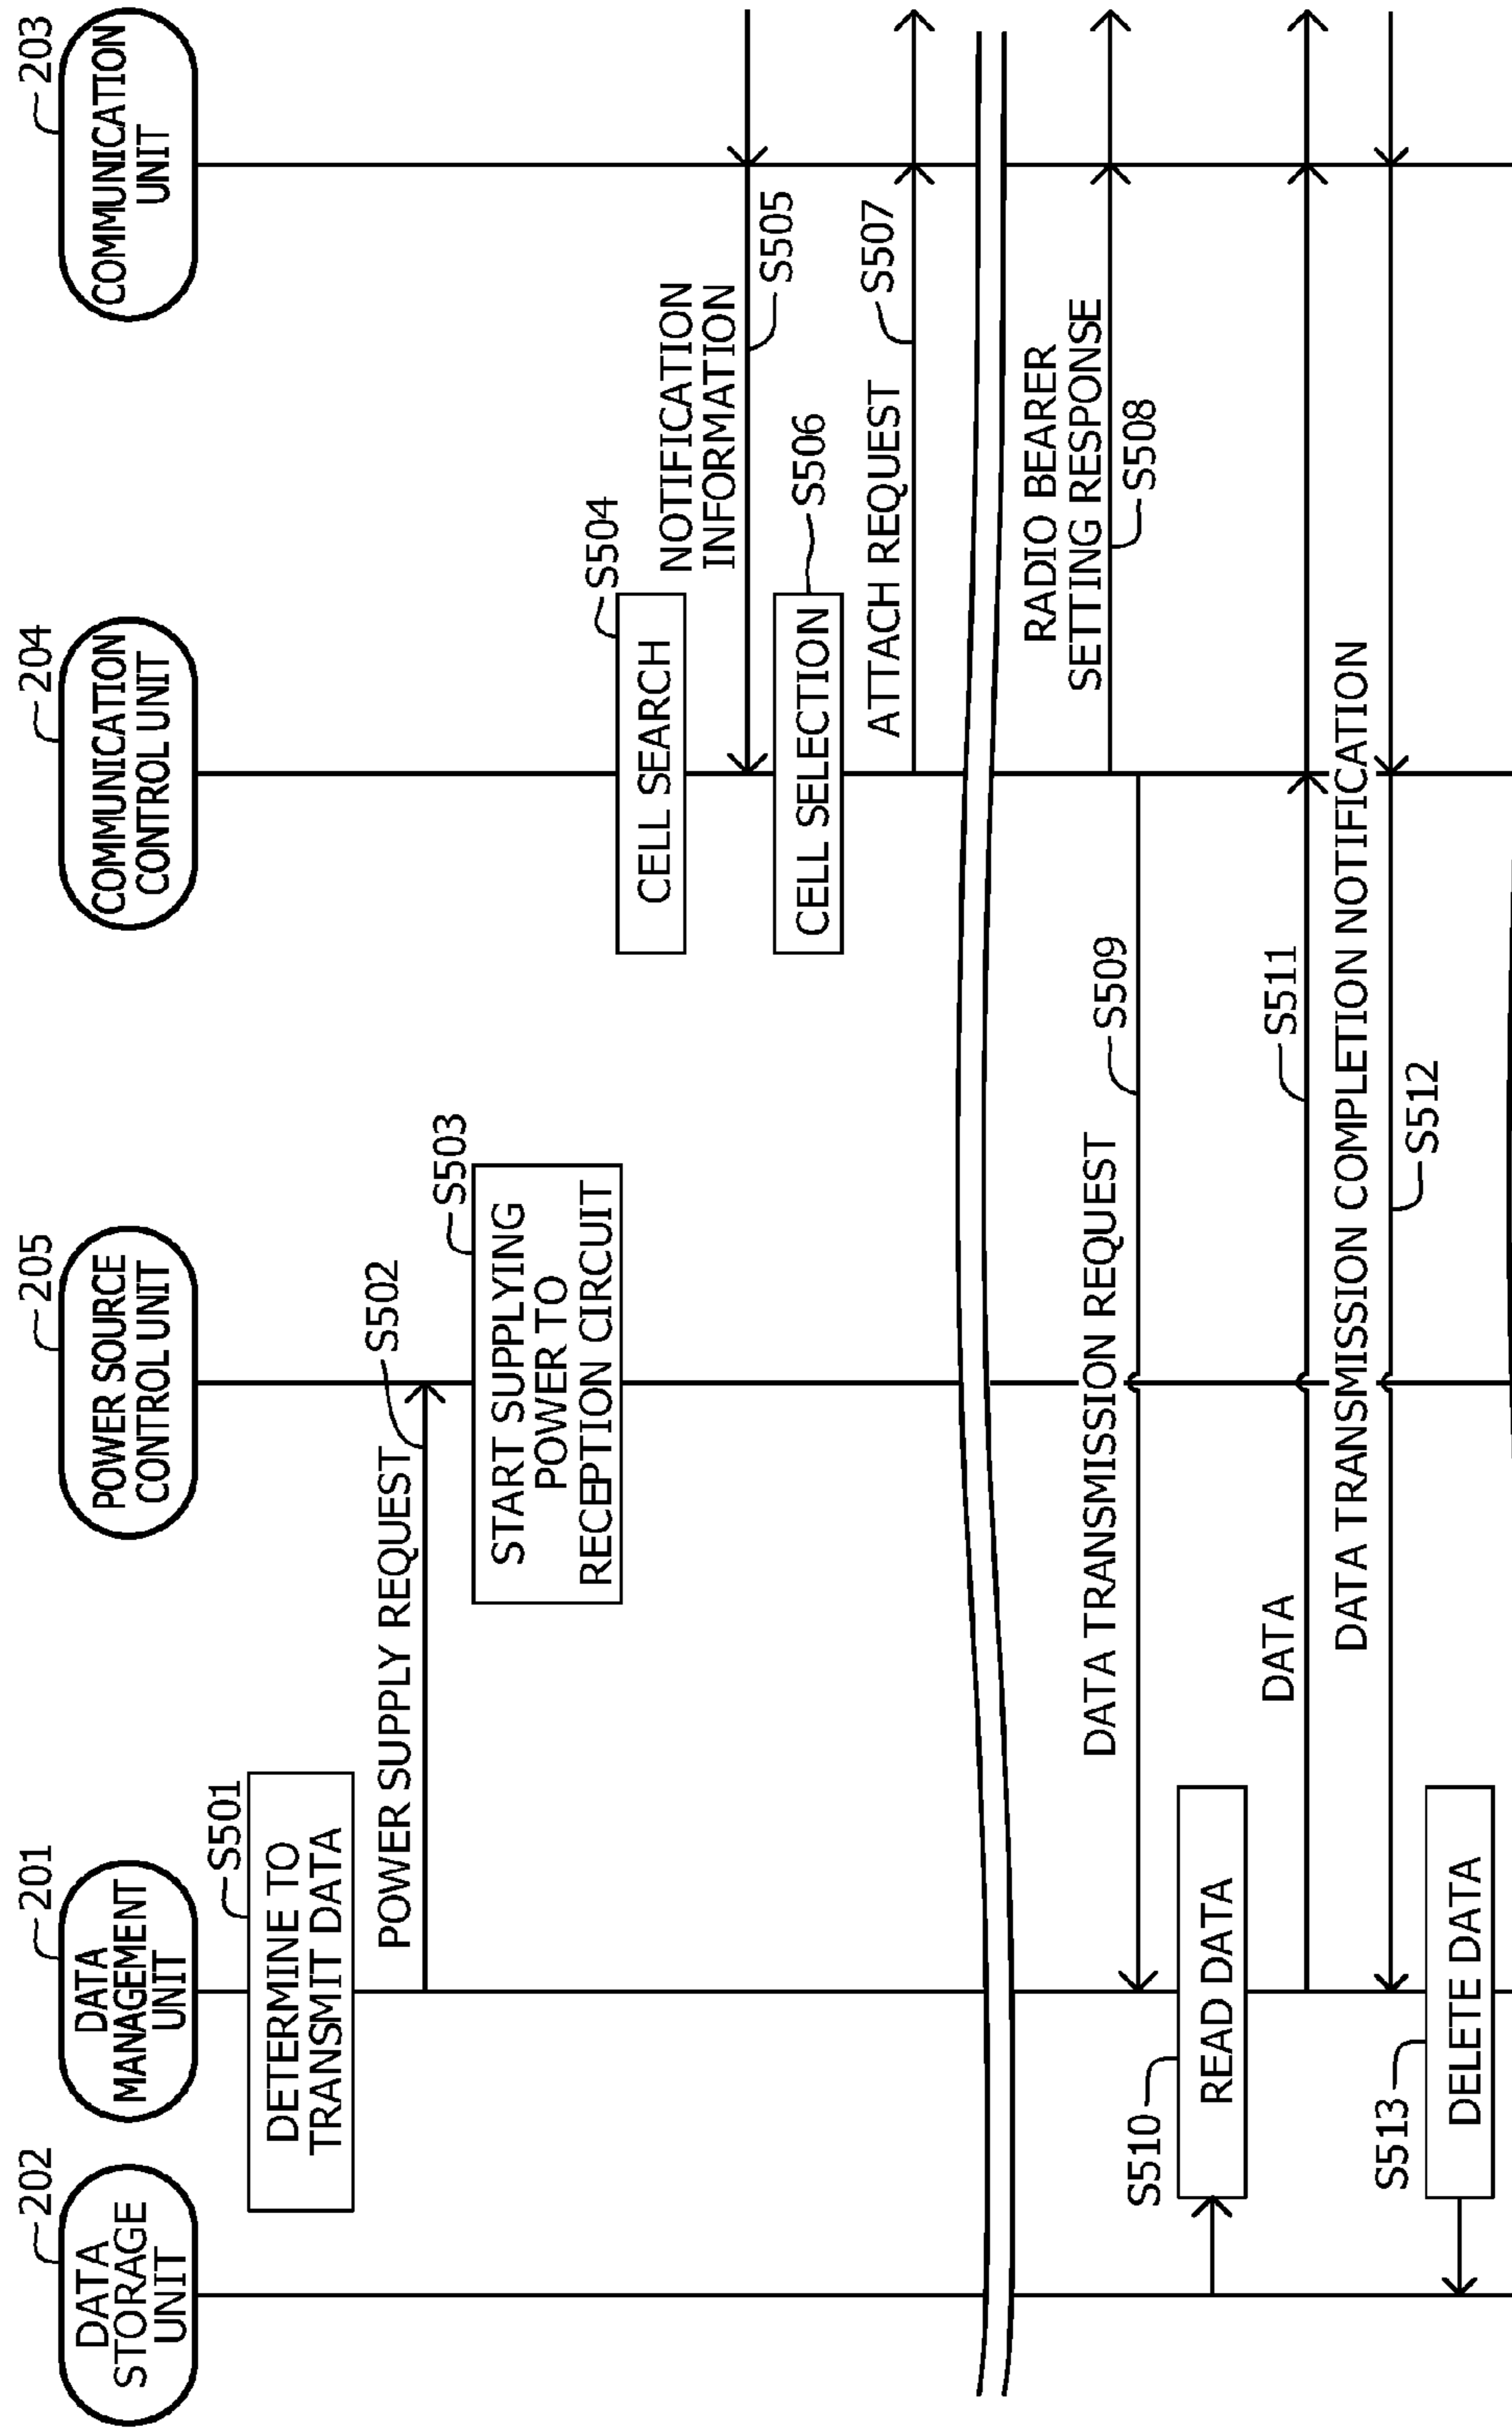 202
DATA
STORAGE
UNIT
201
DATA
MANAGEMENT
UNIT
205
POWER SOURCE
CONTROL UNIT
204
COMMUNICATION
CONTROL UNIT
203
COMMUNICATION
UNIT
S501
DETERMINE TO
TRANSMIT DATA
POWER SUPPLY REQUEST
S502
S503
START SUPPLYING
POWER TO
RECEPTION CIRCUIT
S504
CELL SEARCH
NOTIFICATION
INFORMATION
S505
CELL SELECTION
S506
ATTACH REQUEST
S507
RADIO BEARER
SETTING RESPONSE
S508
DATA TRANSMISSION REQUEST
S509
S510
READ DATA
DATA
S511
DATA TRANSMISSION COMPLETION NOTIFICATION
S512
S513
DELETE DATA